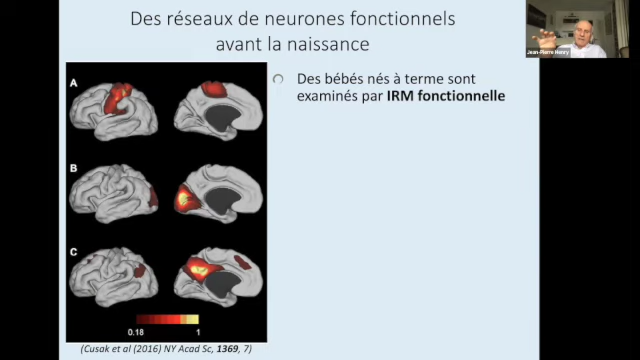 Des réseaux de neurones fonctionnels
avant la naissance
Jean-Pierre Henry
Des bébés nés à terme sont
examinés par IRM fonctionnelle
A
B
C
0.18 1
(Cusak et al (2016) NY Acad Sc, 1369, 7)